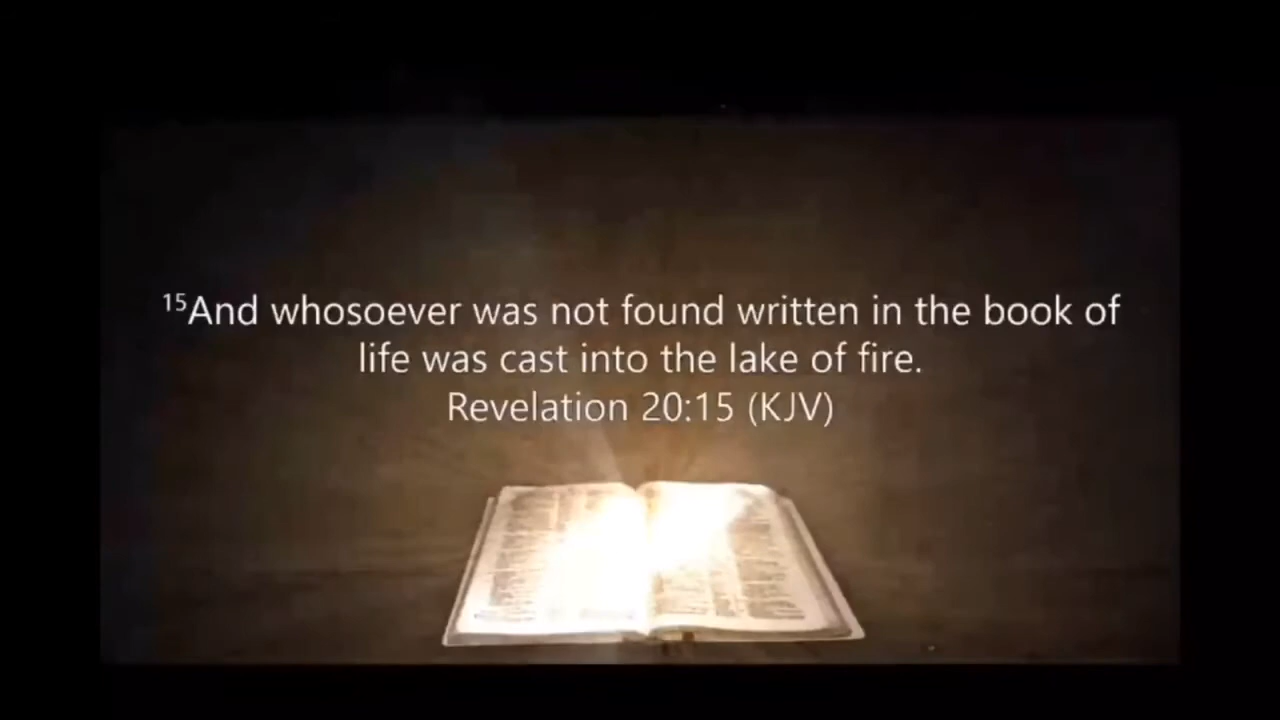 ¹⁵And whosoever was not found written in the book of
life was cast into the lake of fire.
Revelation 20:15 (KJV)